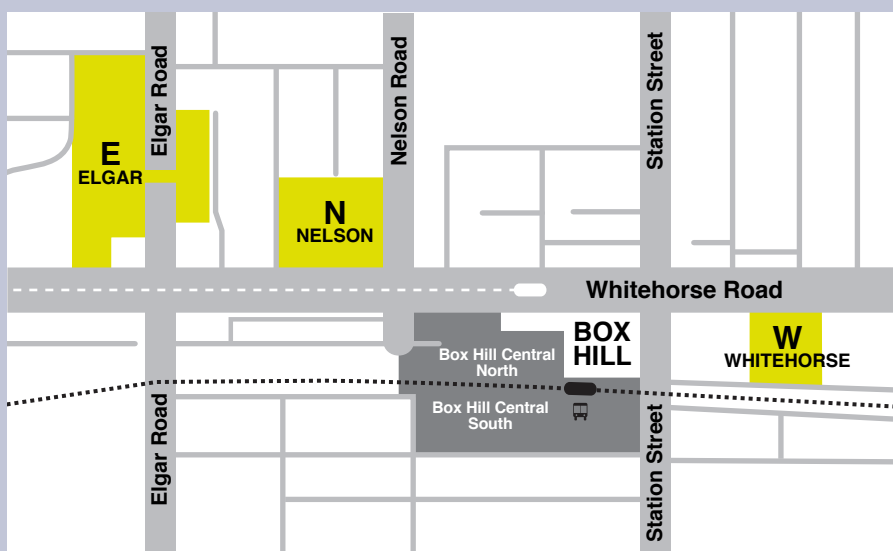 Elgar Road
Nelson Road
Station Street
E
ELGAR
N
NELSON
Whitehorse Road
BOX
HILL
W
WHITEHORSE
Box Hill Central
North
Box Hill Central
South
Elgar Road
Station Street